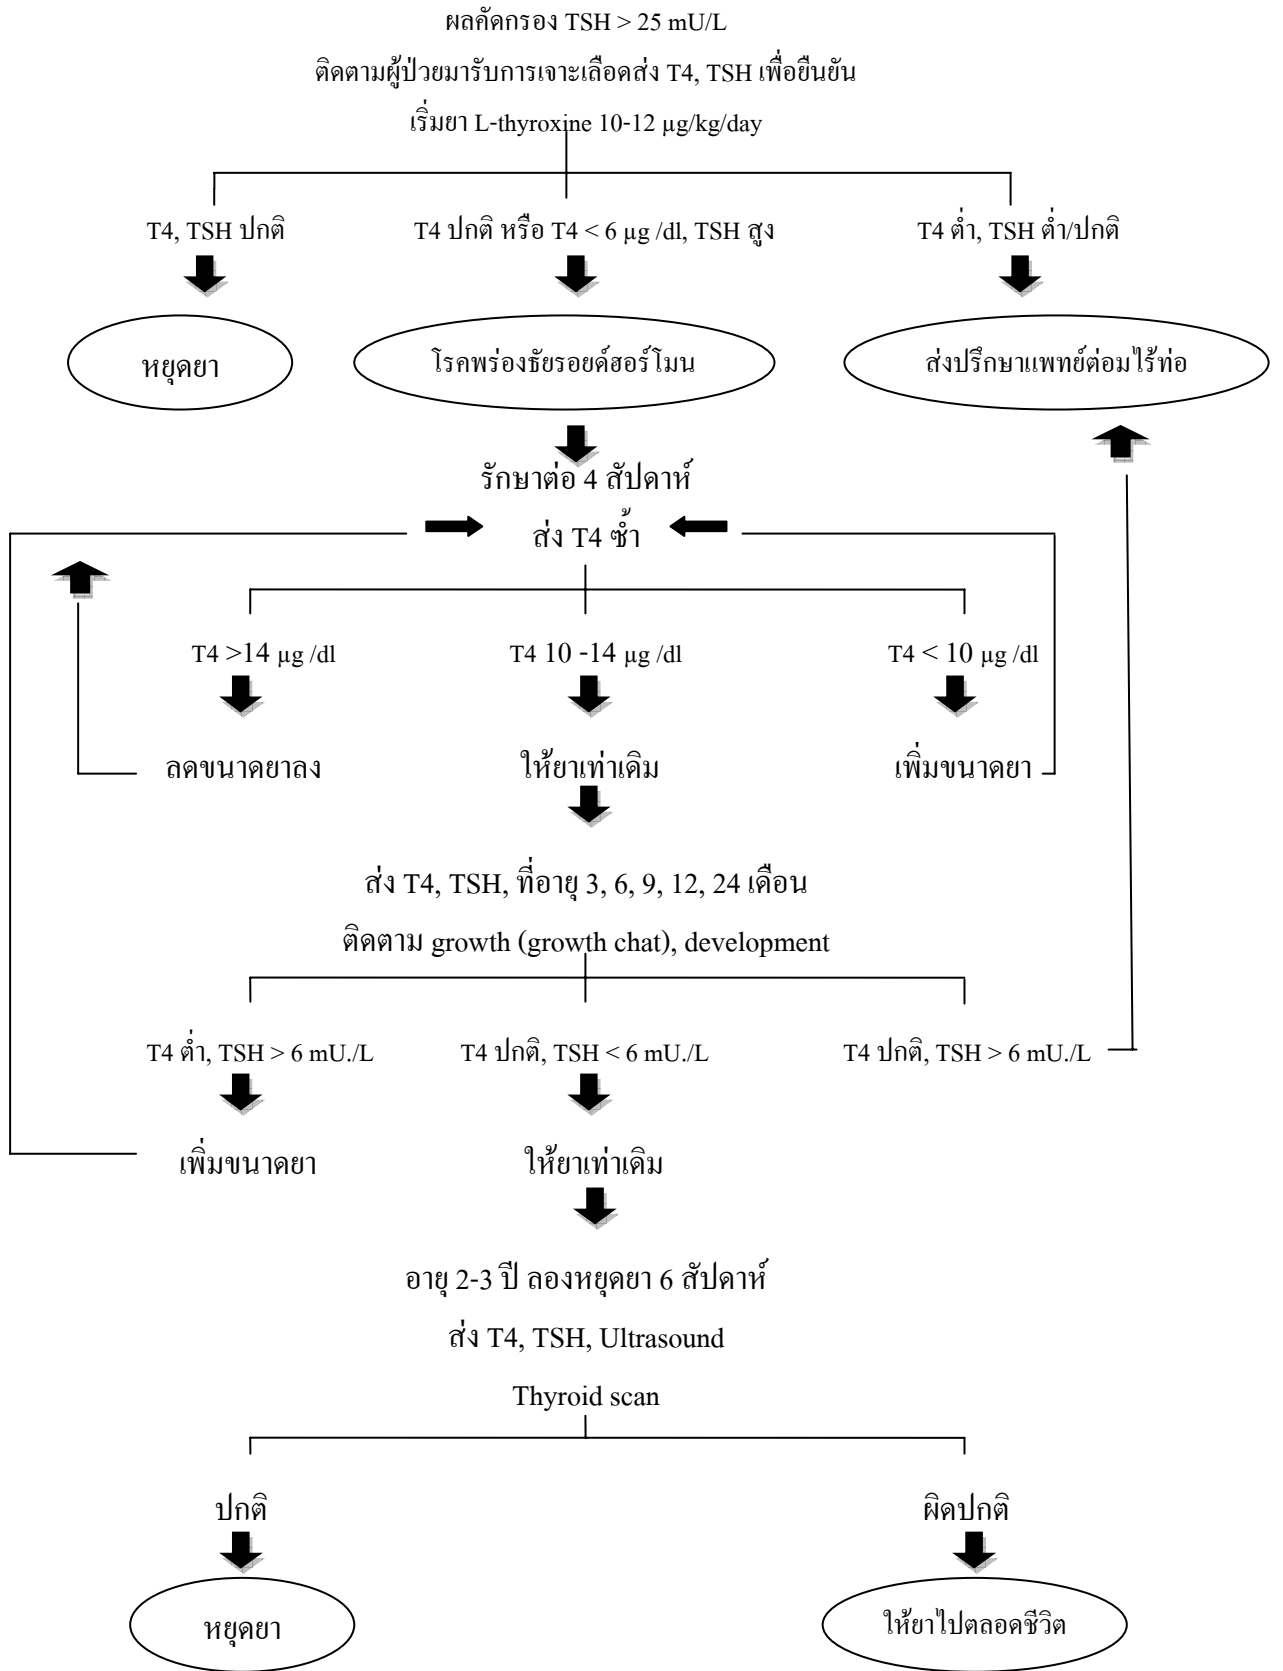 ผลคัดกรอง TSH > 25 mU/L
ติดตามผู้ป่วยมารับการเจาะเลือดส่ง T4, TSH เพื่อยืนยัน
เริ่มยา L-thyroxine 10-12 µg/kg/day
T4, TSH ปกติ
T4 ปกติ หรือ T4 < 6 µg /dl, TSH สูง
T4 ต่ำ, TSH ต่ำ/ปกติ
หยุดยา
โรคพร่องธัยรอยด์ฮอร์โมน
ส่งปรึกษาแพทย์ต่อมไร้ท่อ
รักษาต่อ 4 สัปดาห์
ส่ง T4 ซ้ำ
T4 >14 µg /dl
T4 10 -14 µg /dl
T4 < 10 µg /dl
ลดขนาดยาลง
ให้ยาเท่าเดิม
เพิ่มขนาดยา
ส่ง T4, TSH, ที่อายุ 3, 6, 9, 12, 24 เดือน
ติดตาม growth (growth chat), development
T4 ต่ำ, TSH > 6 mU./L
T4 ปกติ, TSH < 6 mU./L
T4 ปกติ, TSH > 6 mU./L
เพิ่มขนาดยา
ให้ยาเท่าเดิม
อายุ 2-3 ปี ลองหยุดยา 6 สัปดาห์
ส่ง T4, TSH, Ultrasound
Thyroid scan
ปกติ
ผิดปกติ
หยุดยา
ให้ยาไปตลอดชีวิต